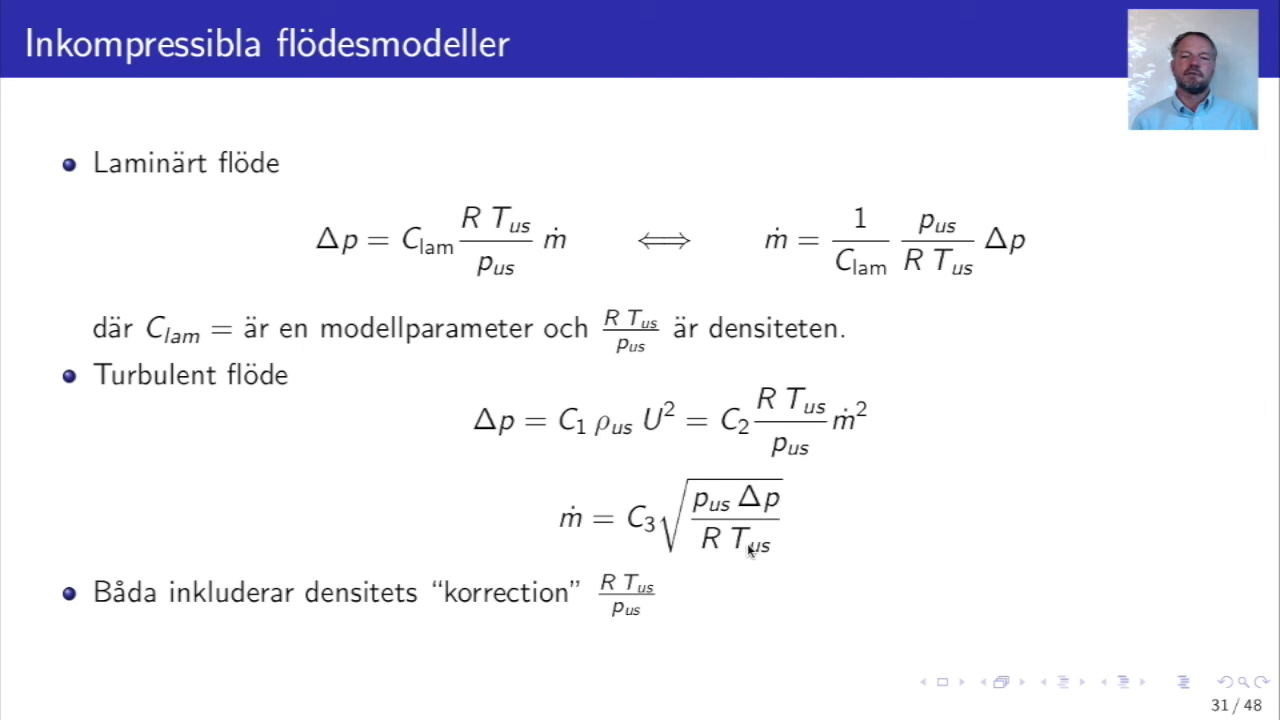 Inkompressibla flödesmodeller
Laminärt flöde
Δp = C_lam (R T_us / p_us) ṁ ⟺ ṁ = (1 / C_lam) (p_us / (R T_us)) Δp
där C_lam = är en modellparameter och R T_us / p_us är densiteten.
Turbulent flöde
Δp = C_1 ρ_us U² = C_2 (R T_us / p_us) ṁ²
ṁ = C_3 √(p_us Δp / (R T_us))
Båda inkluderar densitets “korrection” R T_us / p_us
31 / 48